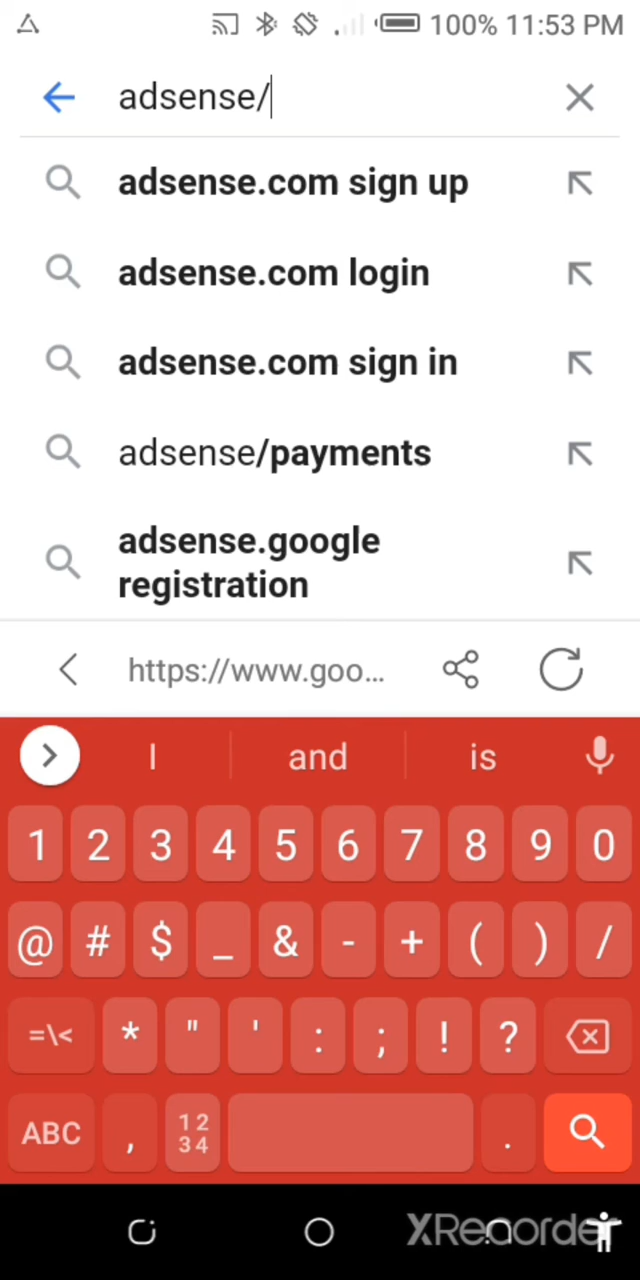 100% 11:53 PM
adsense/
adsense.com sign up
adsense.com login
adsense.com sign in
adsense/payments
adsense.google
registration
https://www.goo...
I and is
1 2 3 4 5 6 7 8 9 0
@ # $ _ & - + ( ) /
=\< * " ' : ; ! ?
ABC , 12 .
34
XRecorder